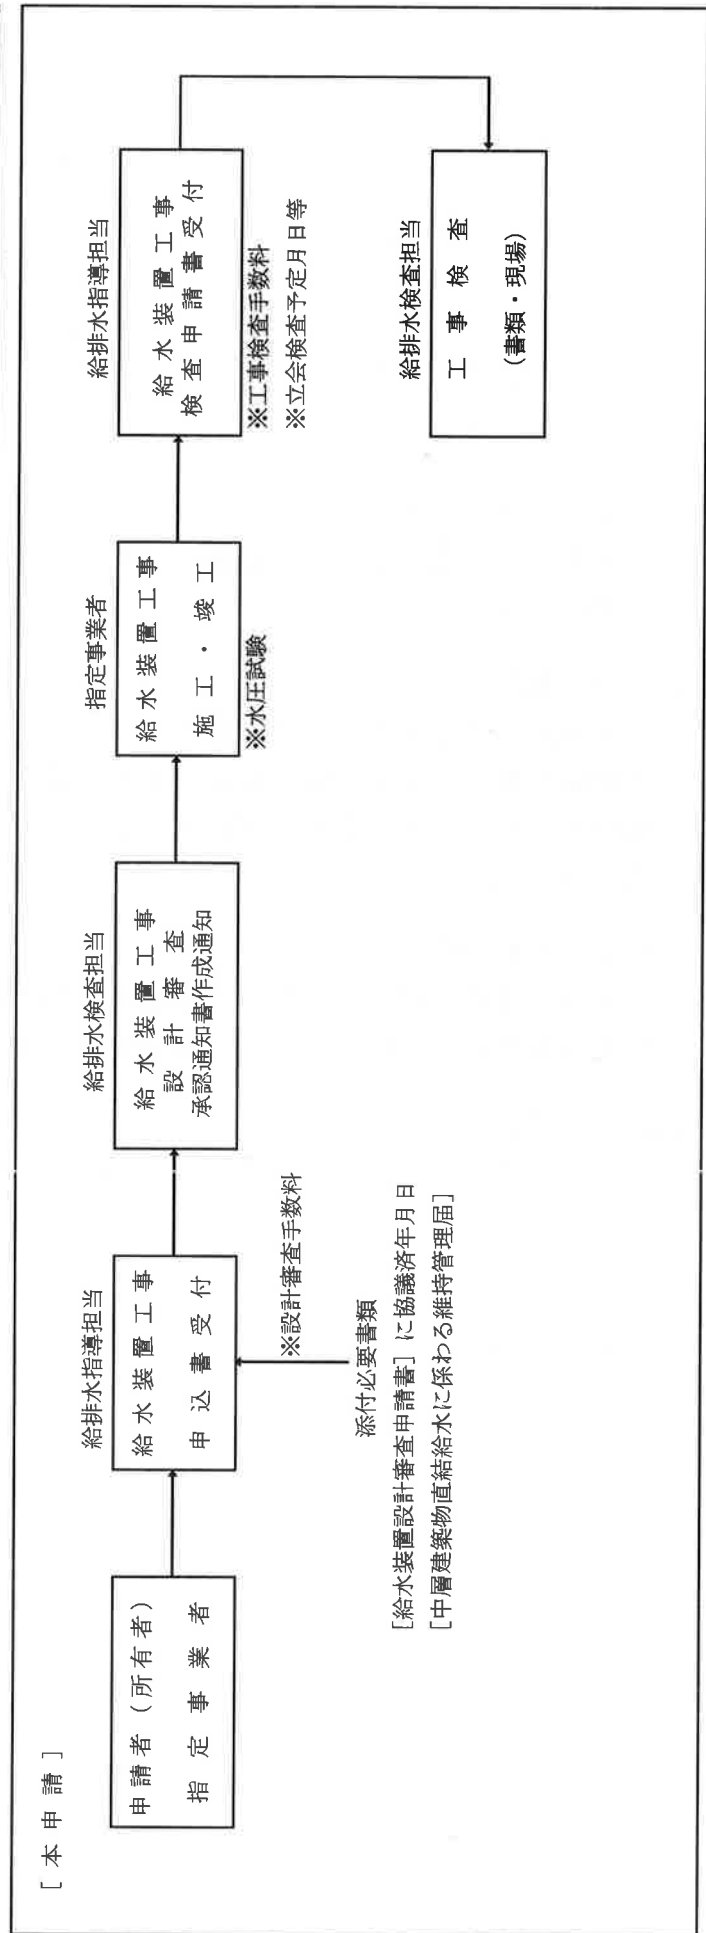 [ 本 申 請 ]
申請者（所有者）
指 定 事 業 者
給排水指導担当
給 水 装 置 工 事
申 込 書 受 付
※設計審査手数料
添付必要書類
[給水装置設計審査申請書] に協議済年月日
[中層建築物直結給水に係わる維持管理届]
給排水検査担当
給 水 装 置 工 事
設 計 審 査
承認通知書作成通知
指定事業者
給 水 装 置 工 事
施 工 ・ 竣 工
※水圧試験
給排水指導担当
給 水 装 置 工 事
検 査 申 請 書 受 付
※工事検査手数料
※立会検査予定月日等
給排水検査担当
工 事 検 査
（書類・現場）